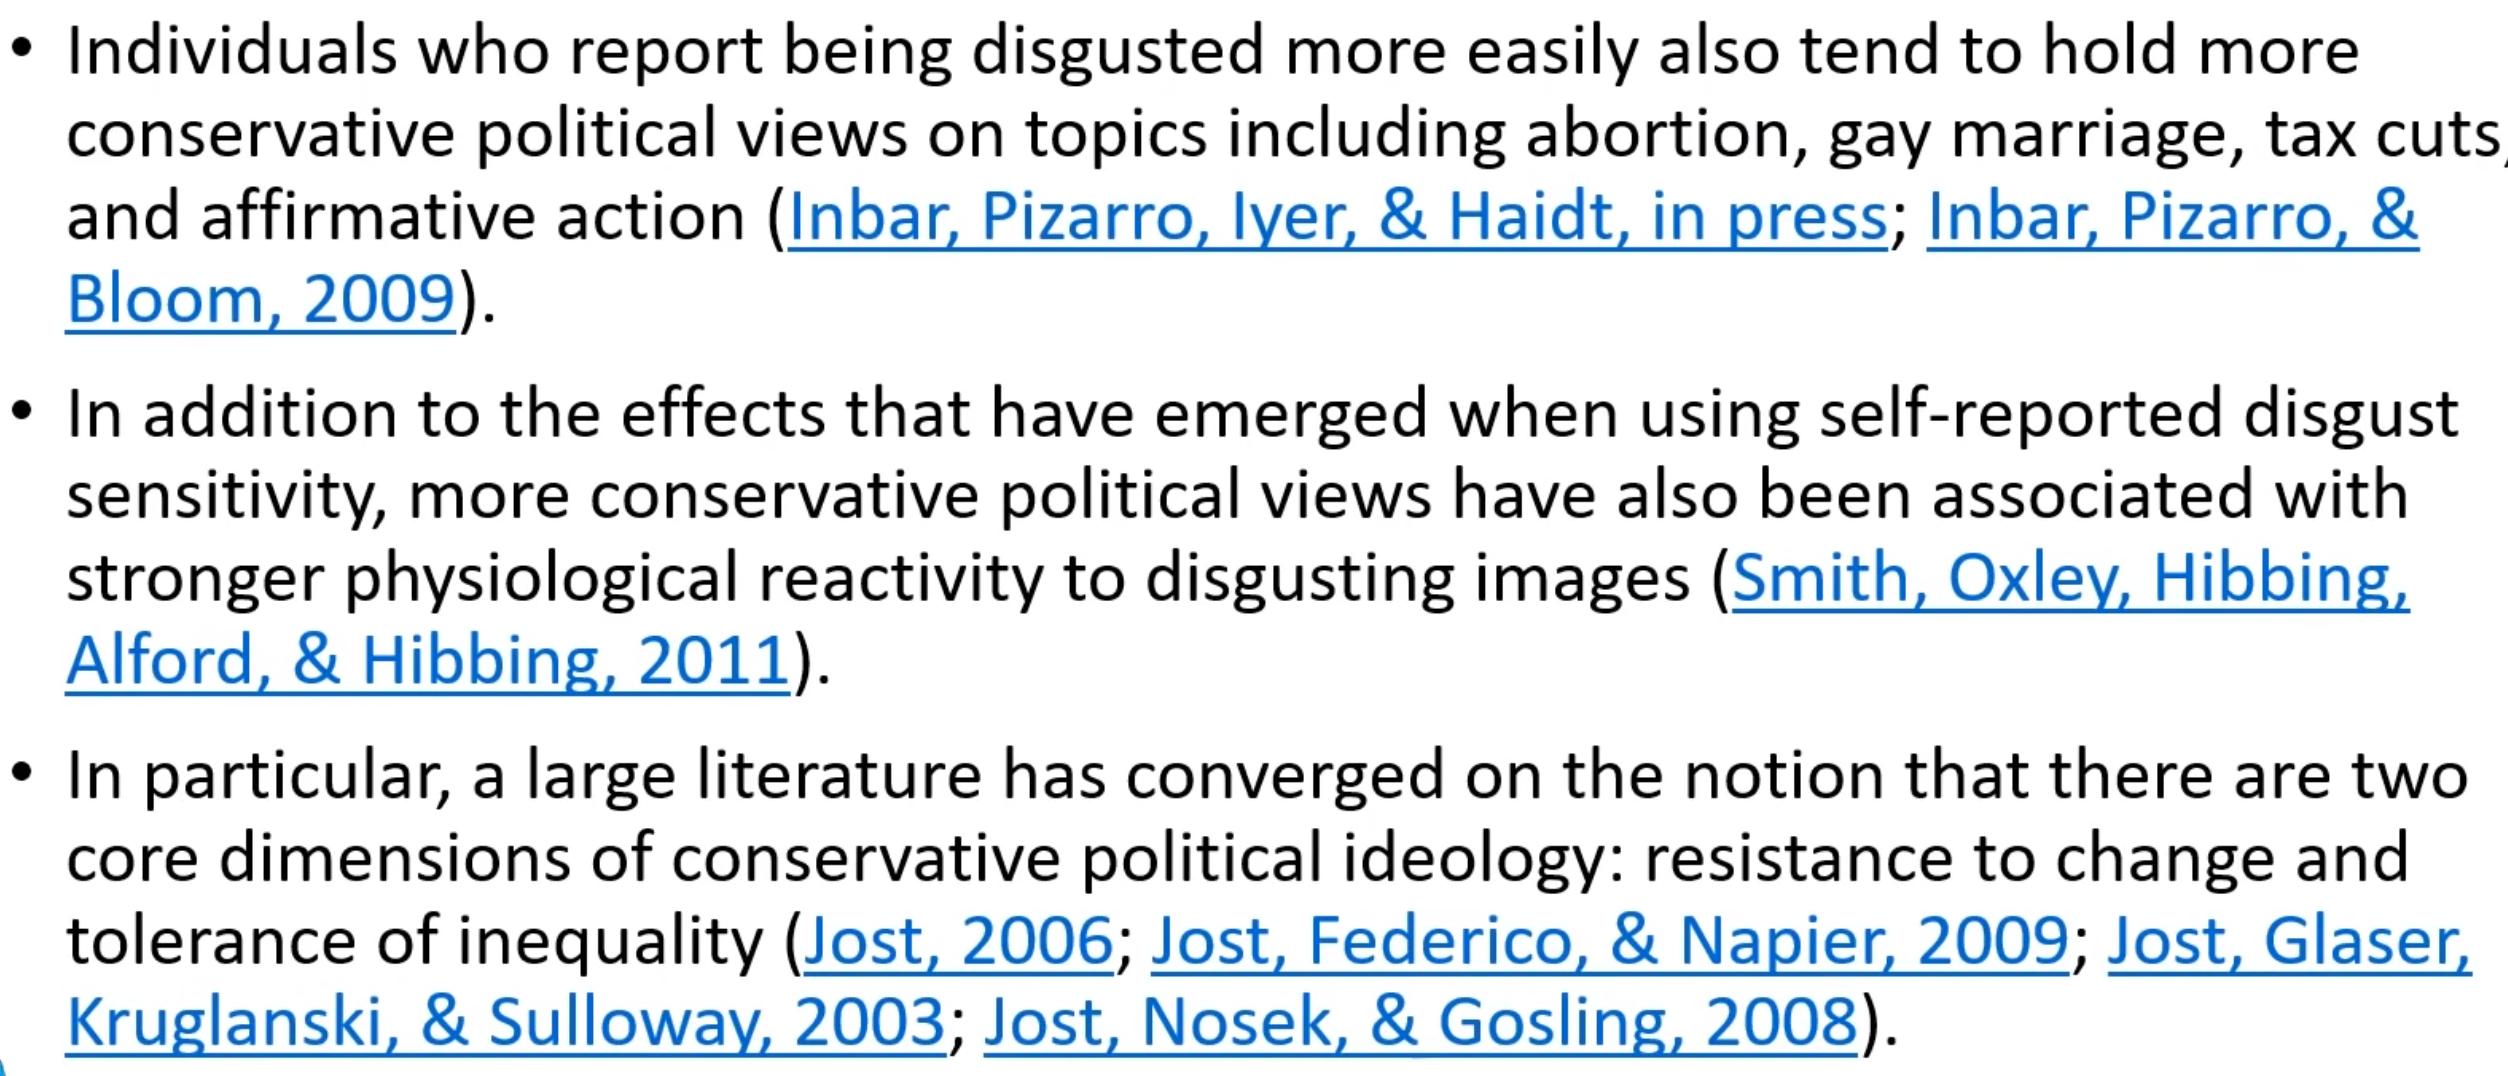 • Individuals who report being disgusted more easily also tend to hold more
conservative political views on topics including abortion, gay marriage, tax cuts,
and affirmative action (Inbar, Pizarro, Iyer, & Haidt, in press; Inbar, Pizarro, &
Bloom, 2009).
• In addition to the effects that have emerged when using self-reported disgust
sensitivity, more conservative political views have also been associated with
stronger physiological reactivity to disgusting images (Smith, Oxley, Hibbing,
Alford, & Hibbing, 2011).
• In particular, a large literature has converged on the notion that there are two
core dimensions of conservative political ideology: resistance to change and
tolerance of inequality (Jost, 2006; Jost, Federico, & Napier, 2009; Jost, Glaser,
Kruglanski, & Sulloway, 2003; Jost, Nosek, & Gosling, 2008).